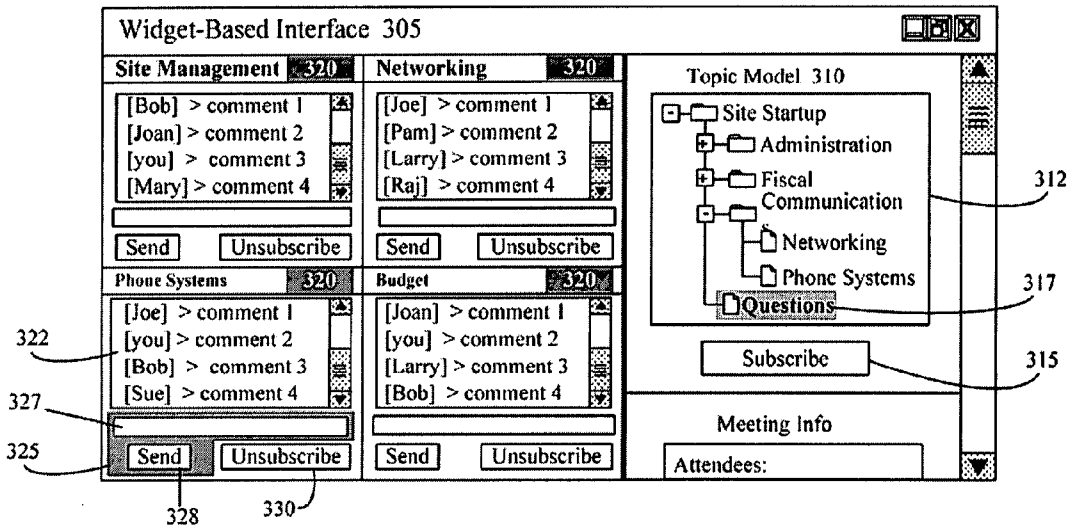 Widget-Based Interface 305
Site Management 320
[Bob] > comment 1
[Joan] > comment 2
[you] > comment 3
[Mary] > comment 4
Send Unsubscribe
Networking 320
[Joe] > comment 1
[Pam] > comment 2
[Larry] > comment 3
[Raj] > comment 4
Send Unsubscribe
Phone Systems 320
[Joe] > comment 1
[you] > comment 2
[Bob] > comment 3
[Sue] > comment 4
Send Unsubscribe
Budget 320
[Joan] > comment 1
[you] > comment 2
[Larry] > comment 3
[Bob] > comment 4
Send Unsubscribe
Topic Model 310
Site Startup
Administration
Fiscal
Communication
s
Networking
Phone Systems
Questions
Subscribe
Meeting Info
Attendees:
312
317
315
322
327
325
328
330